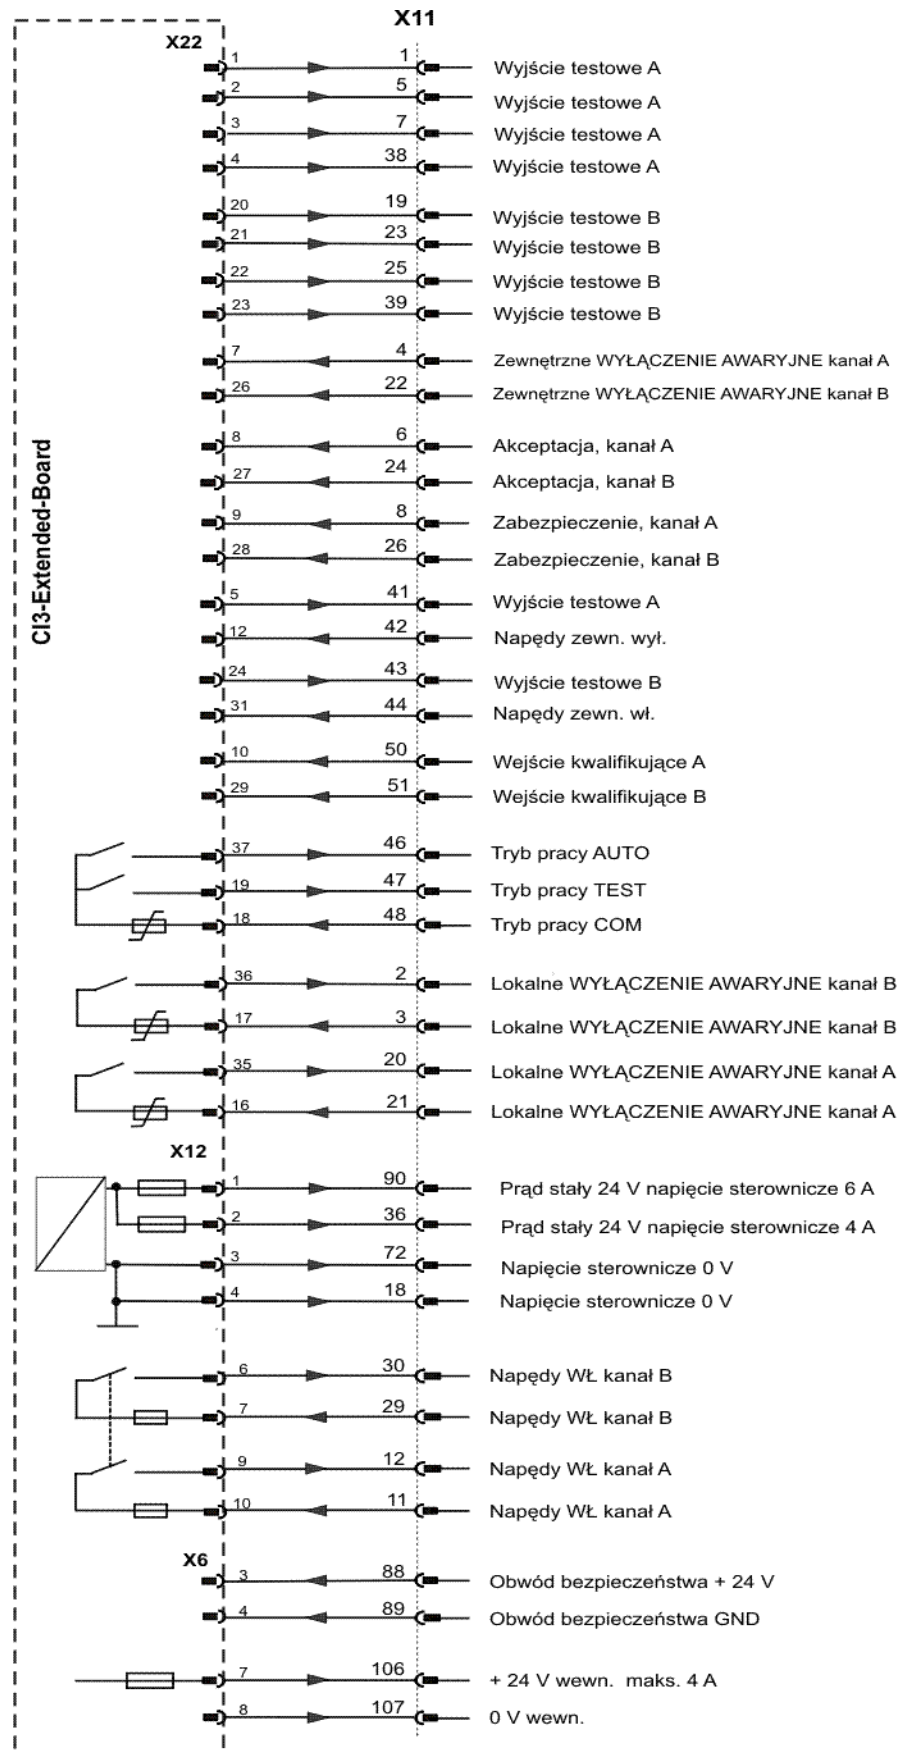 X11
X22
1 1 Wyjście testowe A
2 5 Wyjście testowe A
3 7 Wyjście testowe A
4 38 Wyjście testowe A
20 19 Wyjście testowe B
21 23 Wyjście testowe B
22 25 Wyjście testowe B
23 39 Wyjście testowe B
7 4 Zewnętrzne WYŁĄCZENIE AWARYJNE kanał A
26 22 Zewnętrzne WYŁĄCZENIE AWARYJNE kanał B
8 6 Akceptacja, kanał A
27 24 Akceptacja, kanał B
9 8 Zabezpieczenie, kanał A
28 26 Zabezpieczenie, kanał B
CI3-Extended-Board
5 41 Wyjście testowe A
12 42 Napędy zewn. wył.
24 43 Wyjście testowe B
31 44 Napędy zewn. wł.
10 50 Wejście kwalifikujące A
29 51 Wejście kwalifikujące B
37 46 Tryb pracy AUTO
19 47 Tryb pracy TEST
18 48 Tryb pracy COM
36 2 Lokalne WYŁĄCZENIE AWARYJNE kanał B
17 3 Lokalne WYŁĄCZENIE AWARYJNE kanał B
35 20 Lokalne WYŁĄCZENIE AWARYJNE kanał A
16 21 Lokalne WYŁĄCZENIE AWARYJNE kanał A
X12
1 90 Prąd stały 24 V napięcie sterownicze 6 A
2 36 Prąd stały 24 V napięcie sterownicze 4 A
3 72 Napięcie sterownicze 0 V
4 18 Napięcie sterownicze 0 V
6 30 Napędy WŁ kanał B
7 29 Napędy WŁ kanał B
9 12 Napędy WŁ kanał A
10 11 Napędy WŁ kanał A
X6
3 88 Obwód bezpieczeństwa + 24 V
4 89 Obwód bezpieczeństwa GND
7 106 + 24 V wewn. maks. 4 A
8 107 0 V wewn.